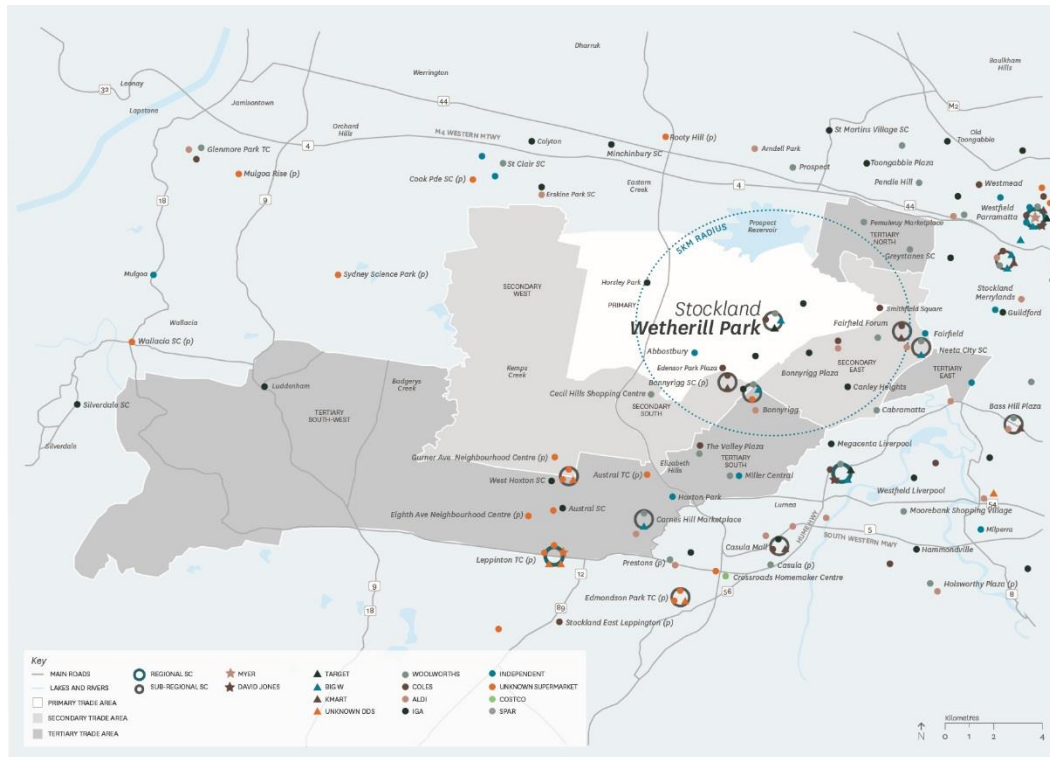 Dharruk
Baulkham
Hills
Werrington
Leonay
32
44
Lapstone
Jamisontown
M2
Orchard
Hills
St Martins Village SC
Old
Toongabbie
M4 WESTERN MTWY
Rooty Hill (p)
Colyton
Glenmore Park TC
4
Minchinbury SC
Arndell Park
St Clair SC
Prospect
Toongabbie Plaza
Mulgoa Rise (p)
Cook Pde SC (p)
Eastern
Creek
4
Pendle Hill
Westmead
Erskine Park SC
18
9
44
Westfield
Parramatta
Pemulwuy Marketplace
Prospect
Reservoir
TERTIARY
NORTH
5KM RADIUS
Greystanes SC
Mulgoa
Sydney Science Park (p)
SECONDARY
WEST
Horsley Park
PRIMARY
Stockland
Wetherill Park
Stockland
Merrylands
Smithfield Square
Guildford
Wallacia
Fairfield Forum
Fairfield
Wallacia SC (p)
Abbotsbury
Neeta City SC
Edensor Park Plaza
SECONDARY
EAST
Bonnyrigg Plaza
Kemps
Creek
Bonnyrigg SC (p)
TERTIARY
EAST
Luddenham
Badgerys
Creek
Cecil Hills Shopping Centre
Canley Heights
Silverdale SC
SECONDARY
SOUTH
Bonnyrigg
Cabramatta
Bass Hill Plaza
TERTIARY
SOUTH-WEST
Silverdale
The Valley Plaza
Megacenta Liverpool
Gurner Ave Neighbourhood Centre (p)
TERTIARY
SOUTH
Elizabeth
Hills
Austral TC (p)
Miller Central
West Hoxton SC
Westfield Liverpool
Hoxton Park
Lurnea
54
Eighth Ave Neighbourhood Centre (p)
Austral SC
Moorebank Shopping Village
Carnes Hill Marketplace
HUME HWY
5
Milperra
SOUTH WESTERN MWY
Casula Mall
Hammondville
Leppinton TC (p)
Prestons (p)
Casula (p)
12
Crossroads Homemaker Centre
Holsworthy Plaza (p)
9
Edmondson Park TC (p)
56
8
18
89
Stockland East Leppington (p)
Key
MAIN ROADS
REGIONAL SC
MYER
TARGET
WOOLWORTHS
INDEPENDENT
LAKES AND RIVERS
SUB-REGIONAL SC
DAVID JONES
BIG W
COLES
UNKNOWN SUPERMARKET
PRIMARY TRADE AREA
KMART
ALDI
COSTCO
SECONDARY TRADE AREA
UNKNOWN DDS
IGA
SPAR
TERTIARY TRADE AREA
Kilometres
N
0 1 2 4